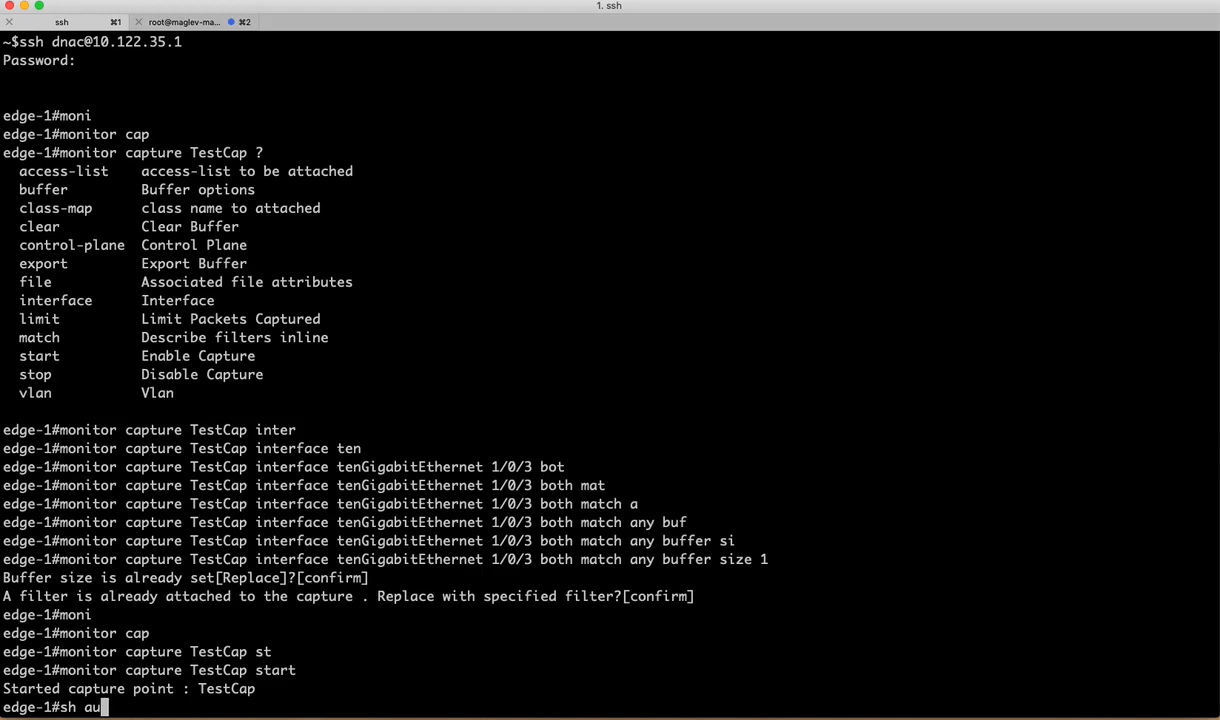 1. ssh
ssh ⌘1 root@maglev-ma... ⌘2
~$ssh dnac@10.122.35.1
Password:
edge-1#moni
edge-1#monitor cap
edge-1#monitor capture TestCap ?
access-list access-list to be attached
buffer Buffer options
class-map class name to attached
clear Clear Buffer
control-plane Control Plane
export Export Buffer
file Associated file attributes
interface Interface
limit Limit Packets Captured
match Describe filters inline
start Enable Capture
stop Disable Capture
vlan Vlan
edge-1#monitor capture TestCap inter
edge-1#monitor capture TestCap interface ten
edge-1#monitor capture TestCap interface tenGigabitEthernet 1/0/3 bot
edge-1#monitor capture TestCap interface tenGigabitEthernet 1/0/3 both mat
edge-1#monitor capture TestCap interface tenGigabitEthernet 1/0/3 both match a
edge-1#monitor capture TestCap interface tenGigabitEthernet 1/0/3 both match any buf
edge-1#monitor capture TestCap interface tenGigabitEthernet 1/0/3 both match any buffer si
edge-1#monitor capture TestCap interface tenGigabitEthernet 1/0/3 both match any buffer size 1
Buffer size is already set[Replace]?[confirm]
A filter is already attached to the capture . Replace with specified filter?[confirm]
edge-1#moni
edge-1#monitor cap
edge-1#monitor capture TestCap st
edge-1#monitor capture TestCap start
Started capture point : TestCap
edge-1#sh au